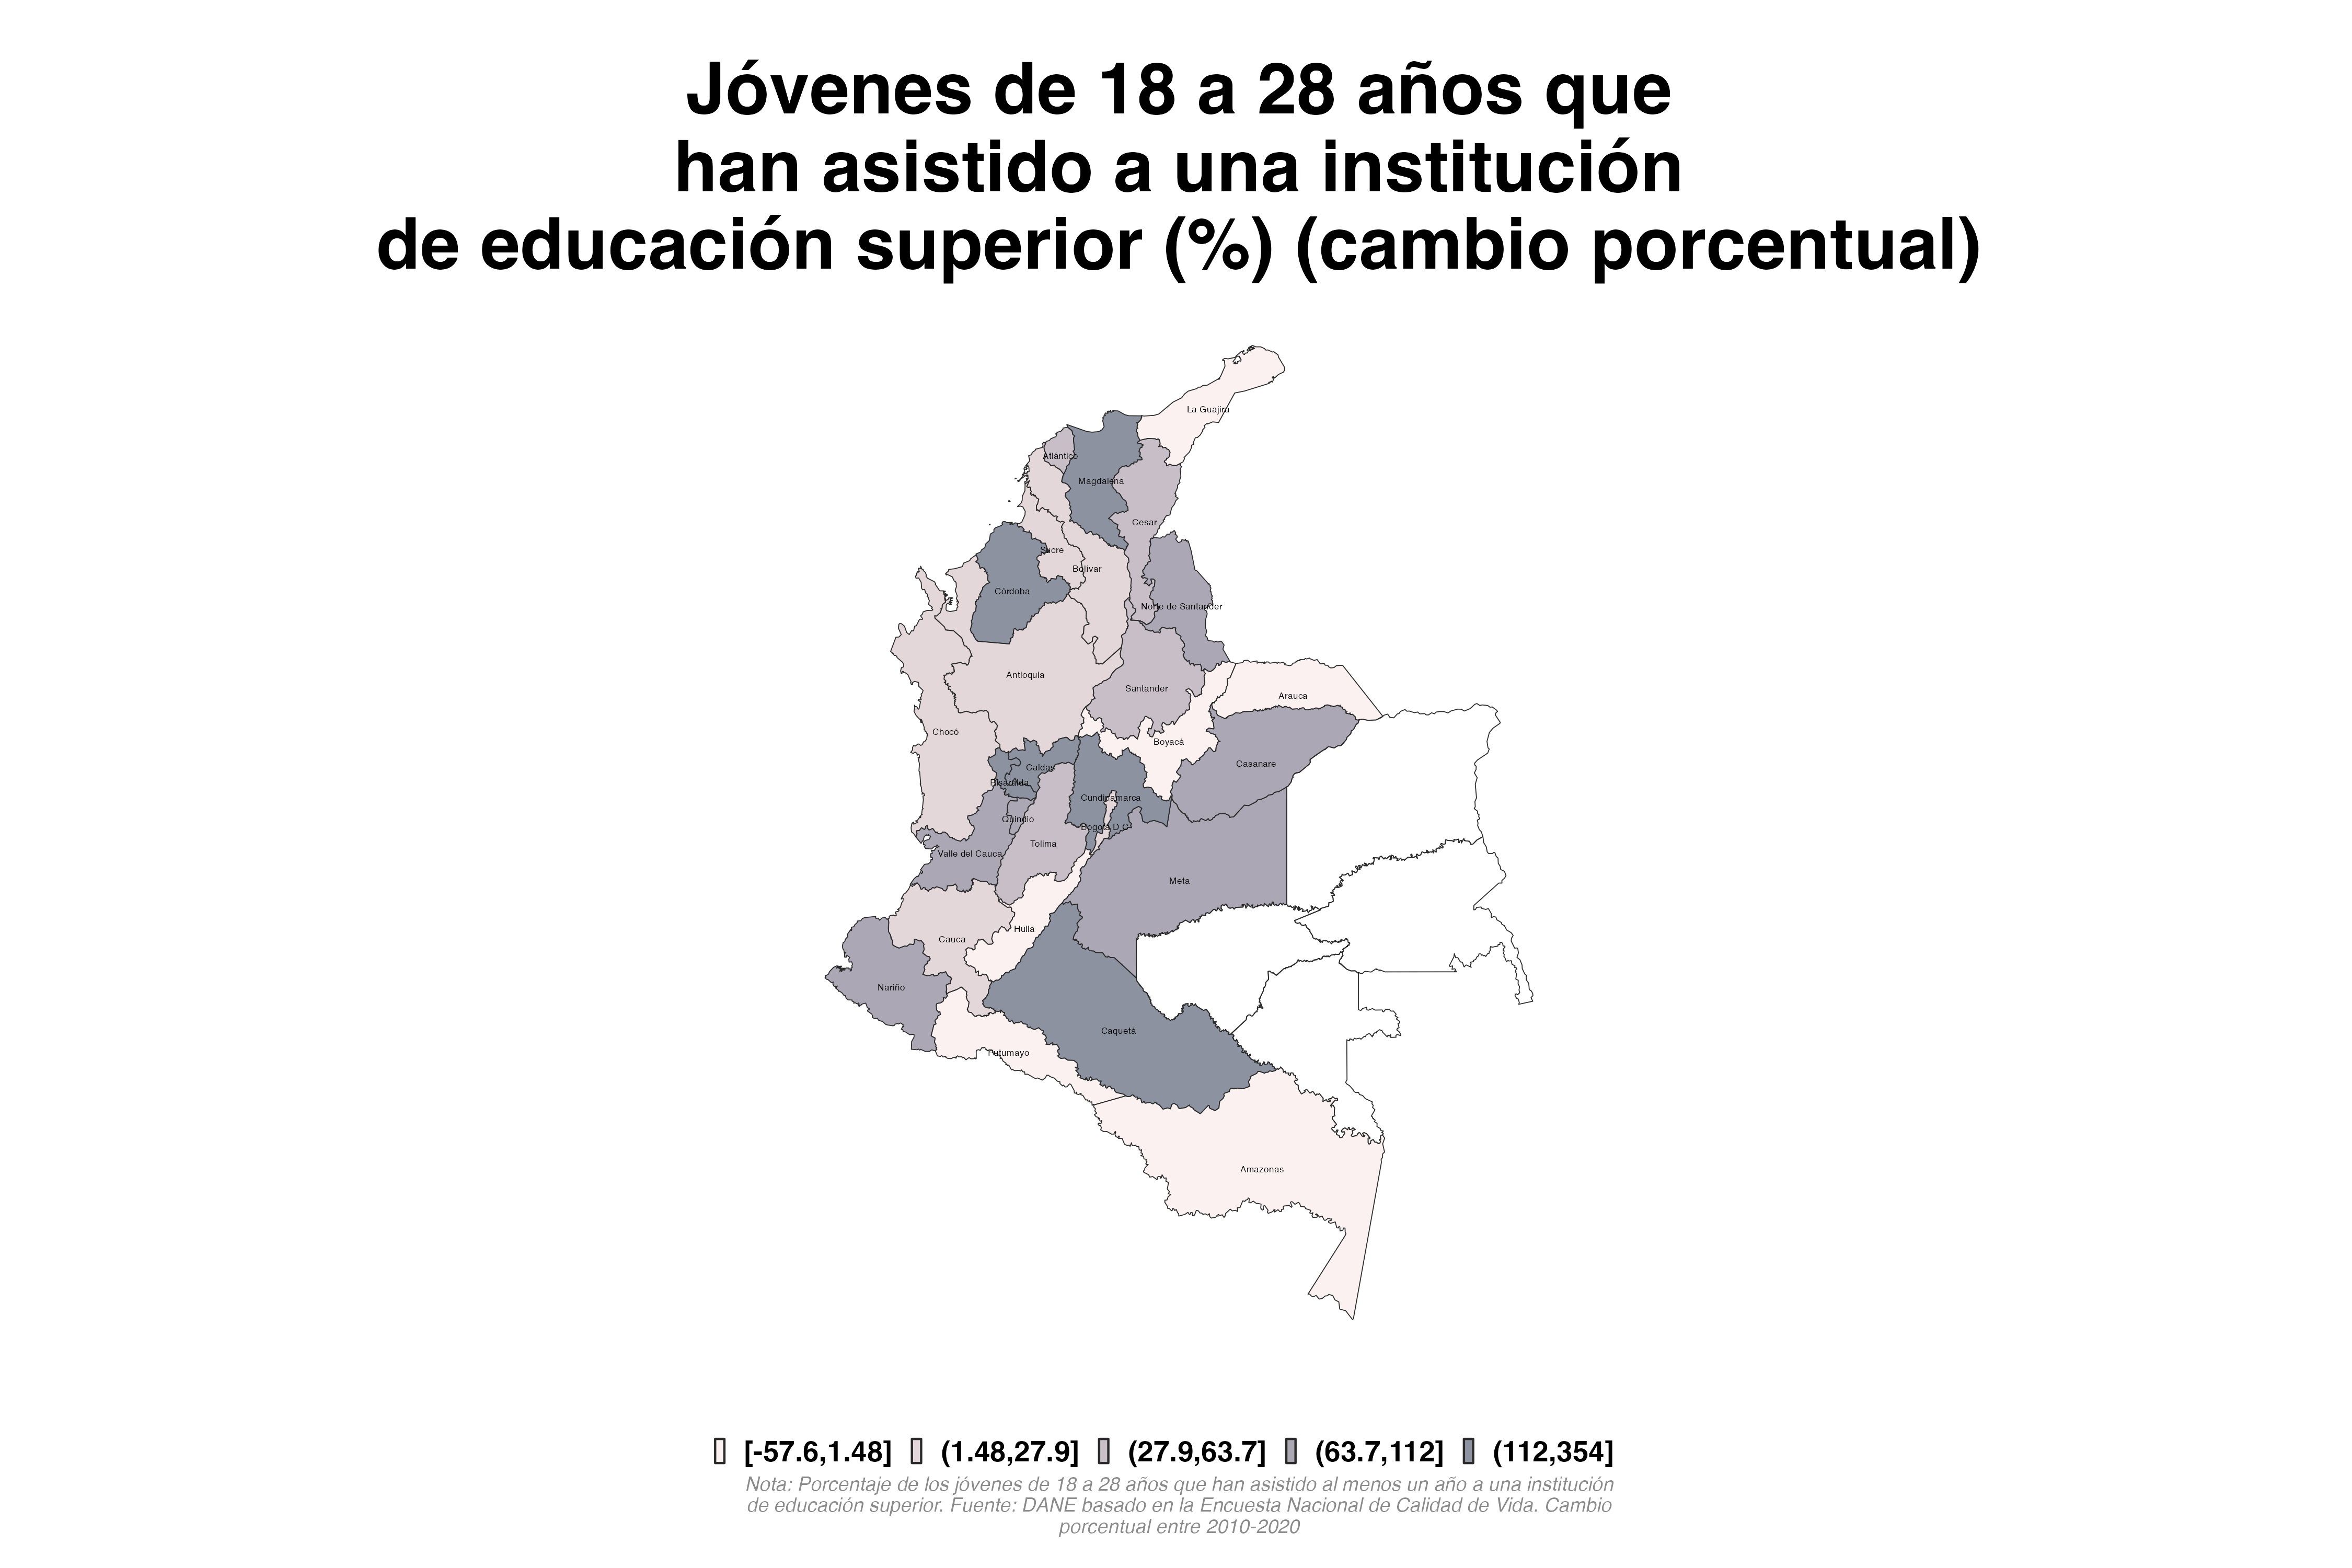 Jóvenes de 18 a 28 años que
han asistido a una institución
de educación superior (%) (cambio porcentual)
La Guajira
Atlántico
Magdalena
Cesar
Sucre
Bolívar
Córdoba
Norte de Santander
Antioquia
Santander
Arauca
Chocó
Boyacá
Casanare
Caldas
Risaralda
Cundinamarca
Quindío
Bogotá D.C.
Tolima
Valle del Cauca
Meta
Huila
Cauca
Nariño
Caquetá
Putumayo
Amazonas
[-57.6,1.48] (1.48,27.9] (27.9,63.7] (63.7,112] (112,354]
Nota: Porcentaje de los jóvenes de 18 a 28 años que han asistido al menos un año a una institución
de educación superior. Fuente: DANE basado en la Encuesta Nacional de Calidad de Vida. Cambio
porcentual entre 2010-2020